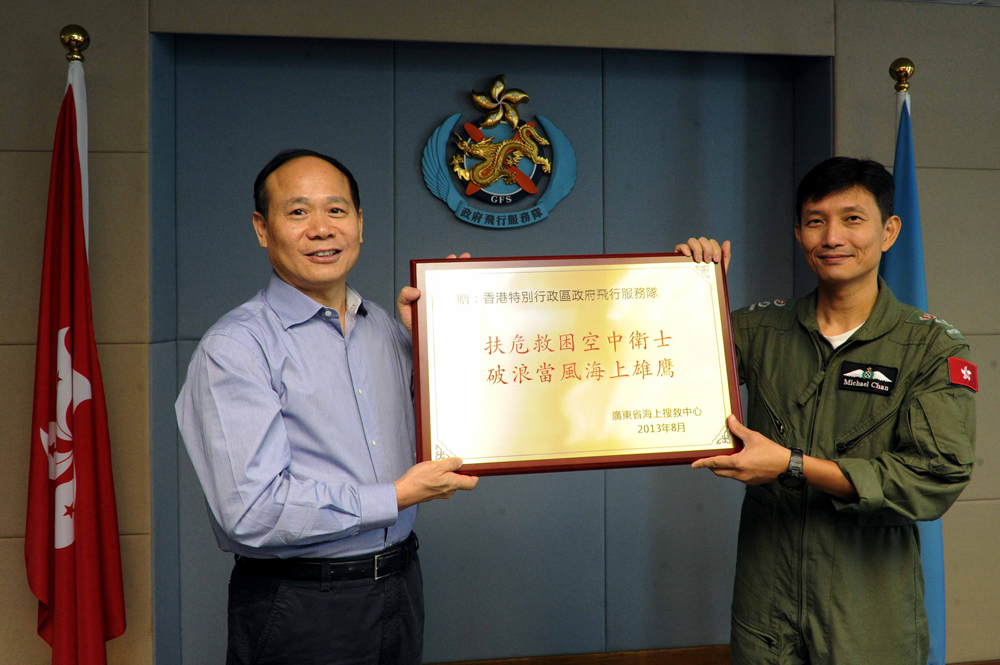 GFS
政府飛行服務隊
贈：香港特別行政區政府飛行服務隊
扶危救困空中衛士
破浪當風海上雄鷹
廣東省海上搜救中心
2013年8月
Michael Chan